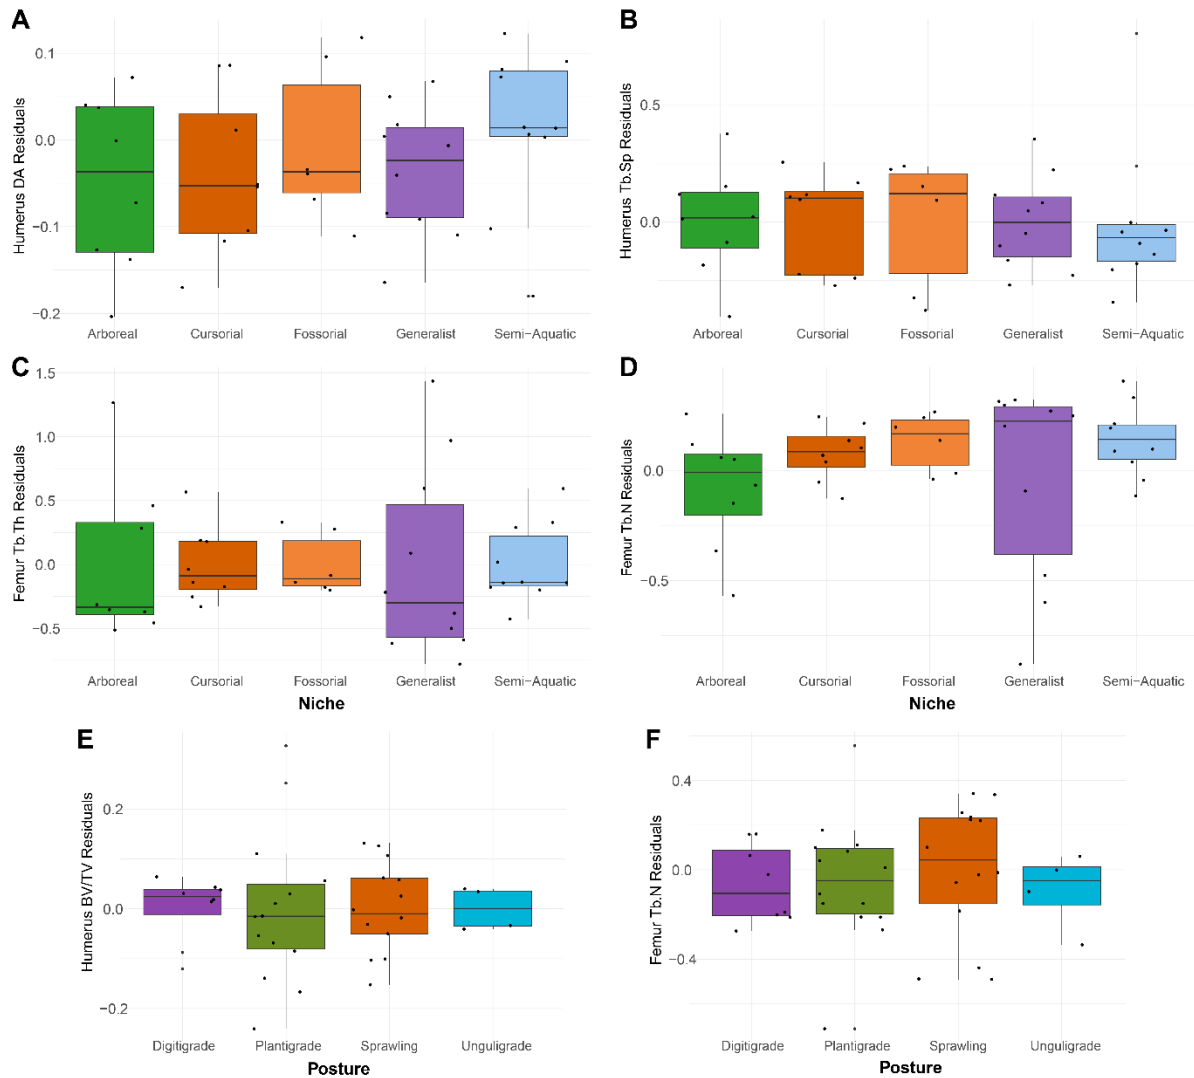 A
Humerus DA Residuals
0.1
0.0
−0.1
−0.2
Arboreal Cursorial Fossorial Generalist Semi−Aquatic
B
Humerus Tb.Sp Residuals
0.5
0.0
Arboreal Cursorial Fossorial Generalist Semi−Aquatic
C
Femur Tb.Th Residuals
1.5
1.0
0.5
0.0
−0.5
Arboreal Cursorial Fossorial Generalist Semi−Aquatic
Niche
D
Femur Tb.N Residuals
0.0
−0.5
Arboreal Cursorial Fossorial Generalist Semi−Aquatic
Niche
E
Humerus BV/TV Residuals
0.2
0.0
−0.2
Digitigrade Plantigrade Sprawling Unguligrade
Posture
F
Femur Tb.N Residuals
0.4
0.0
−0.4
Digitigrade Plantigrade Sprawling Unguligrade
Posture